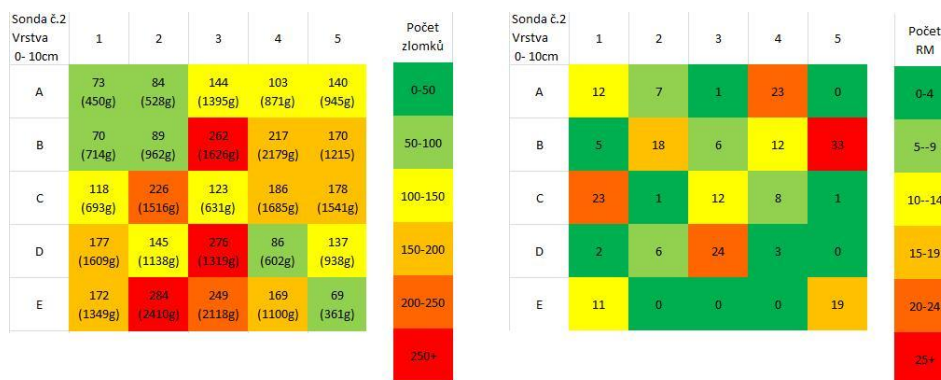 Sonda č.2
Vrstva
0- 10cm
1 2 3 4 5
A
73 84 144 103 140
(450g) (528g) (1395g) (871g) (945g)
B
70 89 262 217 170
(714g) (962g) (1626g) (2179g) (1215)
C
118 226 123 186 178
(693g) (1516g) (631g) (1685g) (1541g)
D
177 145 276 86 137
(1609g) (1138g) (1319g) (602g) (938g)
E
172 284 249 169 69
(1349g) (2410g) (2118g) (1100g) (361g)
Počet
zlomků
0-50
50-100
100-150
150-200
200-250
250+
Sonda č.2
Vrstva
0- 10cm
1 2 3 4 5
A 12 7 1 23 0
B 5 18 6 12 33
C 23 1 12 8 1
D 2 6 24 3 0
E 11 0 0 0 19
Počet
RM
0-4
5--9
10--14
15-19
20-24
25+